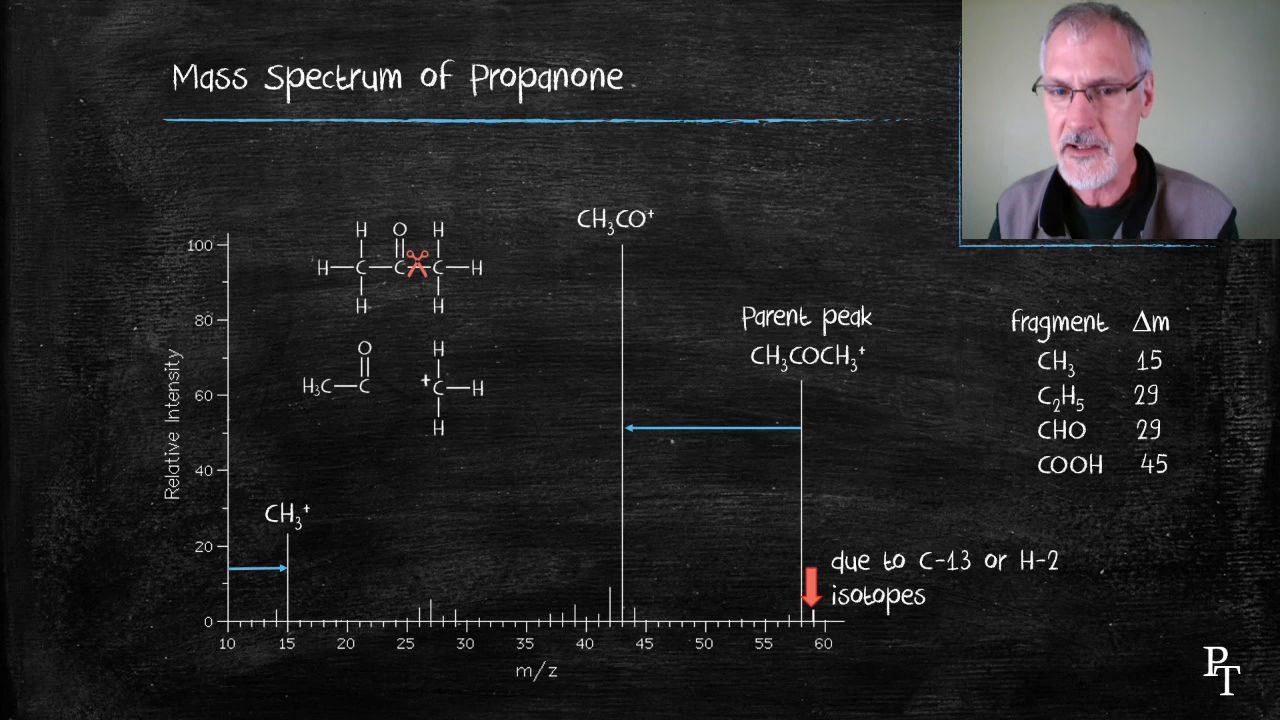 Mass Spectrum of Propanone
CH₃CO⁺
H O H
H C C C H
H H
O H
H₃C C + C H
H
Parent peak
CH₃COCH₃⁺
fragment Δm
CH₃ 15
C₂H₅ 29
CHO 29
COOH 45
CH₃⁺
due to C-13 or H-2
isotopes
Relative Intensity
100
80
60
40
20
0
10 15 20 25 30 35 40 45 50 55 60
m/z
PT